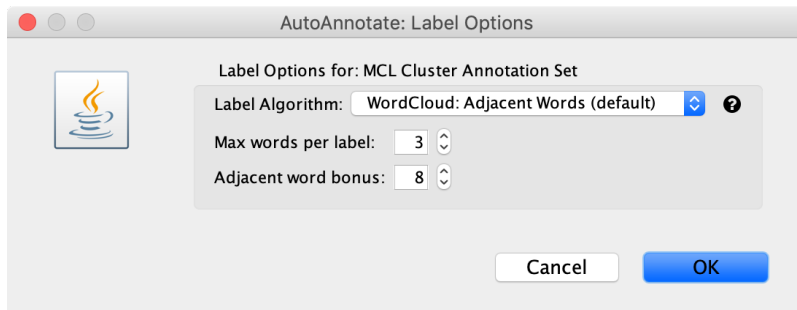 AutoAnnotate: Label Options
Label Options for: MCL Cluster Annotation Set
Label Algorithm: WordCloud: Adjacent Words (default) ?
Max words per label: 3
Adjacent word bonus: 8
Cancel OK